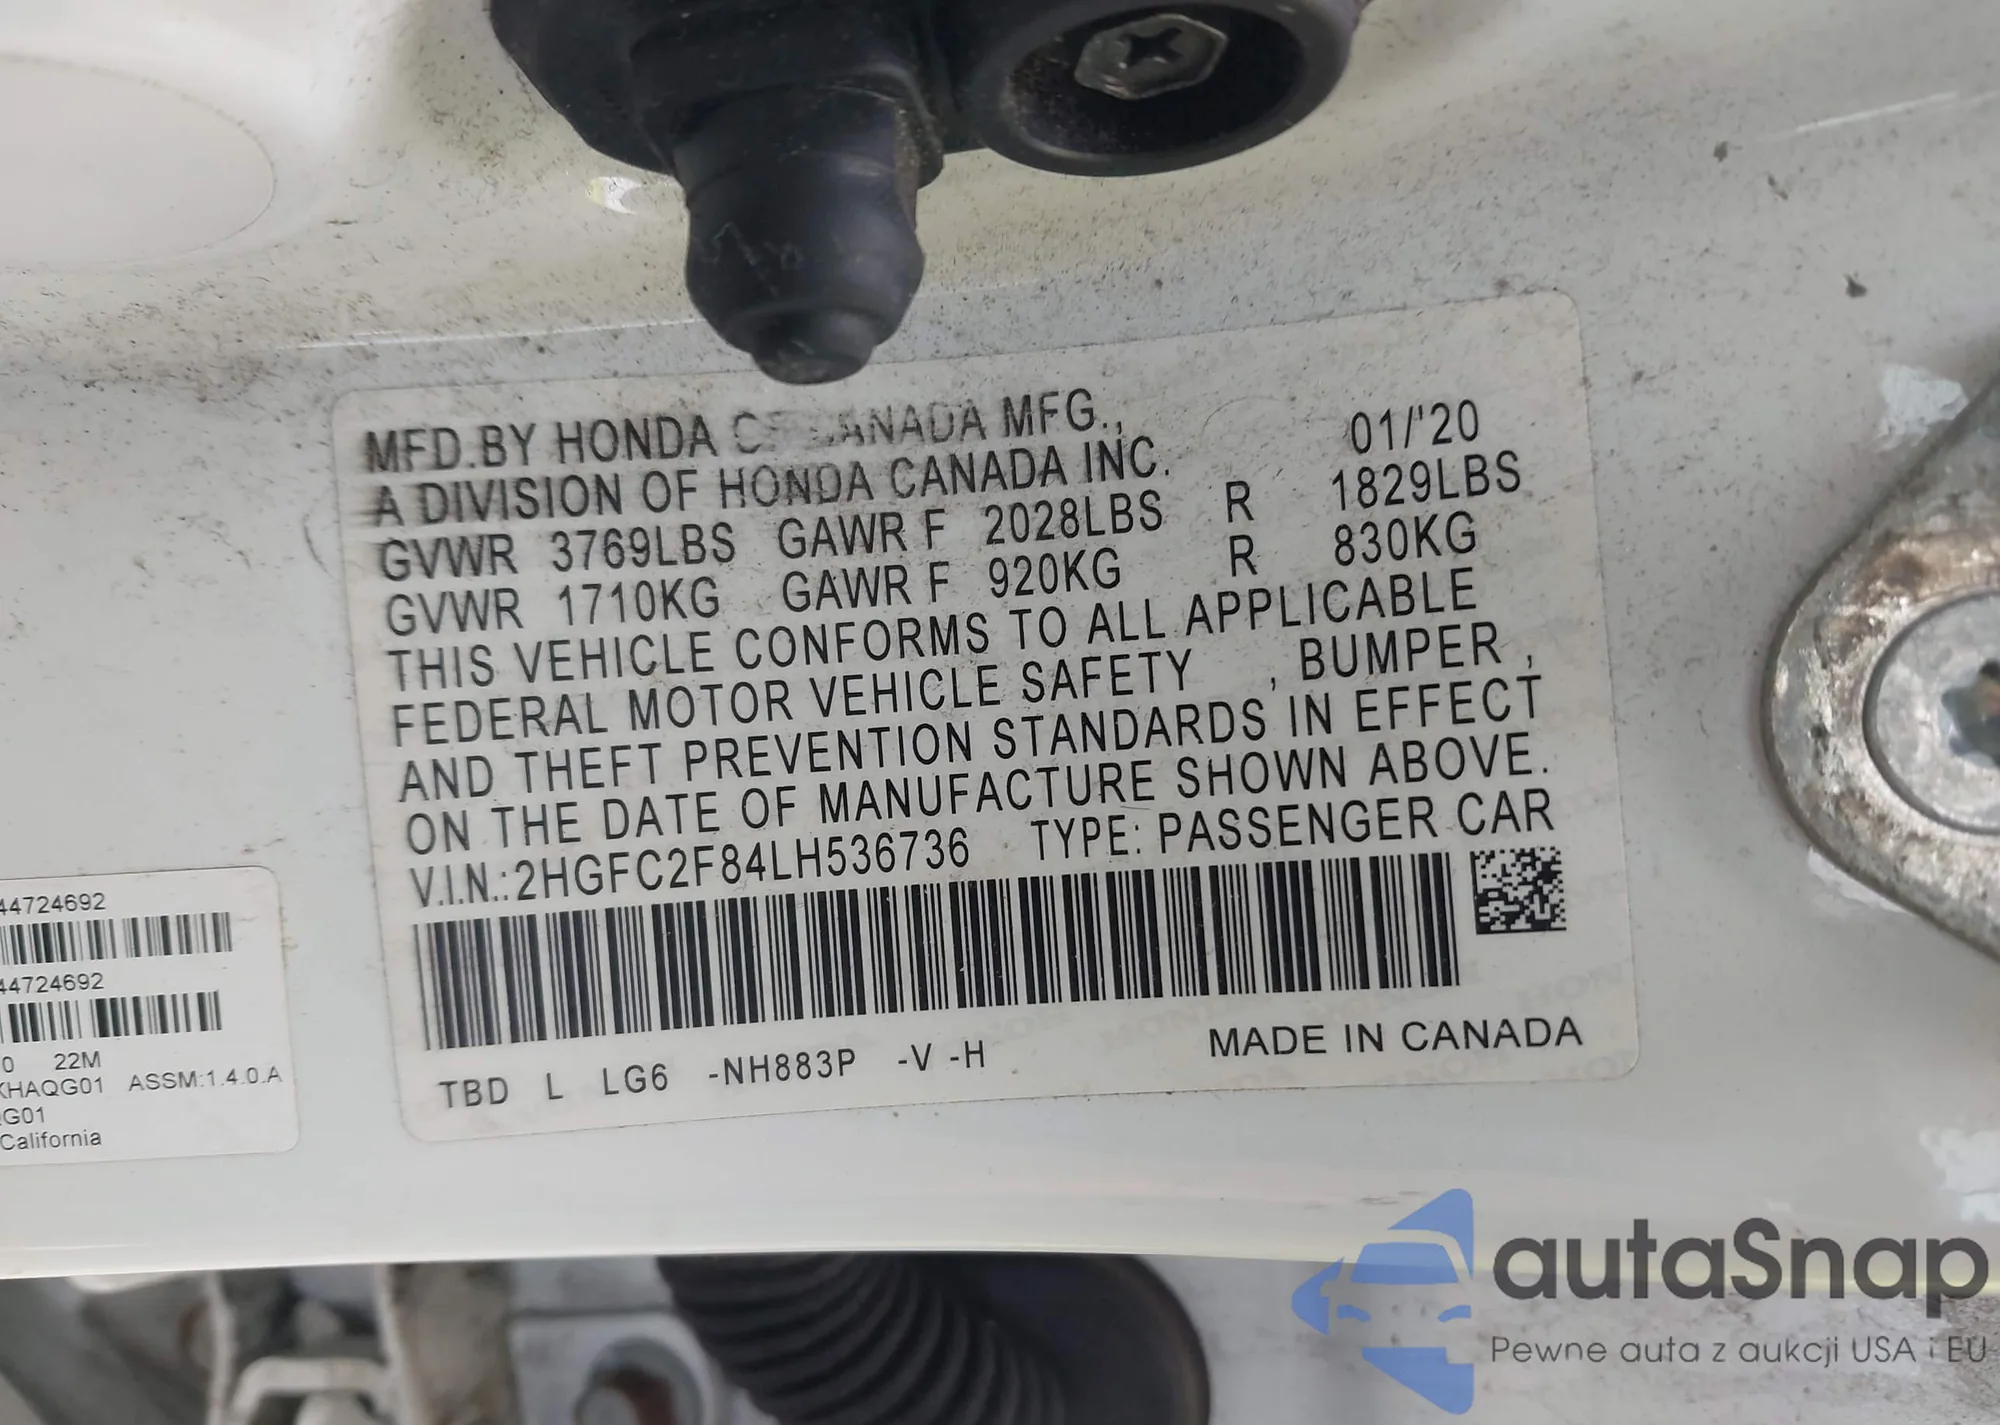 MFD.BY HONDA OF CANADA MFG.,   01/'20
A DIVISION OF HONDA CANADA INC.
GVWR 3769LBS GAWR F 2028LBS R 1829LBS
GVWR 1710KG GAWR F 920KG R 830KG
THIS VEHICLE CONFORMS TO ALL APPLICABLE
FEDERAL MOTOR VEHICLE SAFETY , BUMPER ,
AND THEFT PREVENTION STANDARDS IN EFFECT
ON THE DATE OF MANUFACTURE SHOWN ABOVE.
V.I.N.:2HGFC2F84LH536736 TYPE: PASSENGER CAR
TBD L LG6 -NH883P -V -H MADE IN CANADA
44724692
44724692
0 22M
KHAQG01 ASSM:1.4.0.A
G01
California
autaSnap
Pewne auta z aukcji USA i EU